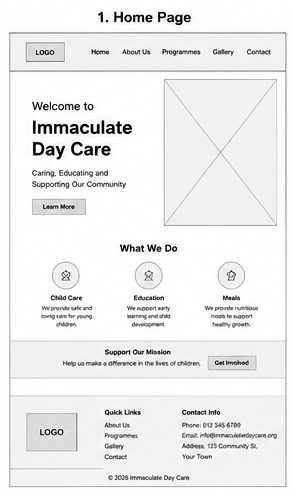 1. Home Page
LOGO
Home About Us Programmes Gallery Contact
Welcome to
Immaculate
Day Care
Caring, Educating and
Supporting Our Community
Learn More
What We Do
Child Care
We provide safe and
loving care for young
children.
Education
We support early
learning and child
development.
Meals
We provide nutritious
meals to support
healthy growth.
Support Our Mission
Help us make a difference in the lives of children.
Get Involved
LOGO
Quick Links
About Us
Programmes
Gallery
Contact
Contact Info
Phone: 012 345 6789
Email: info@immaculatedaycare.org
Address: 125 Community St,
Your Town
© 2025 Immaculate Day Care